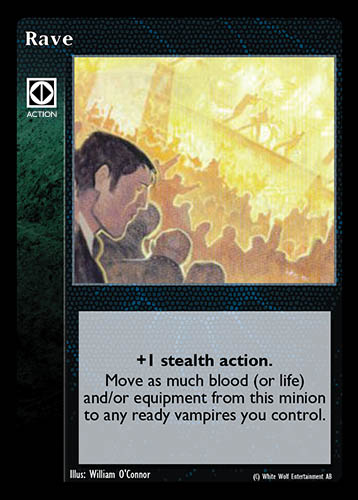 Rave
ACTION
+1 stealth action.
Move as much blood (or life)
and/or equipment from this minion
to any ready vampires you control.
Illus: William O'Connor
(C) White Wolf Entertainment AB